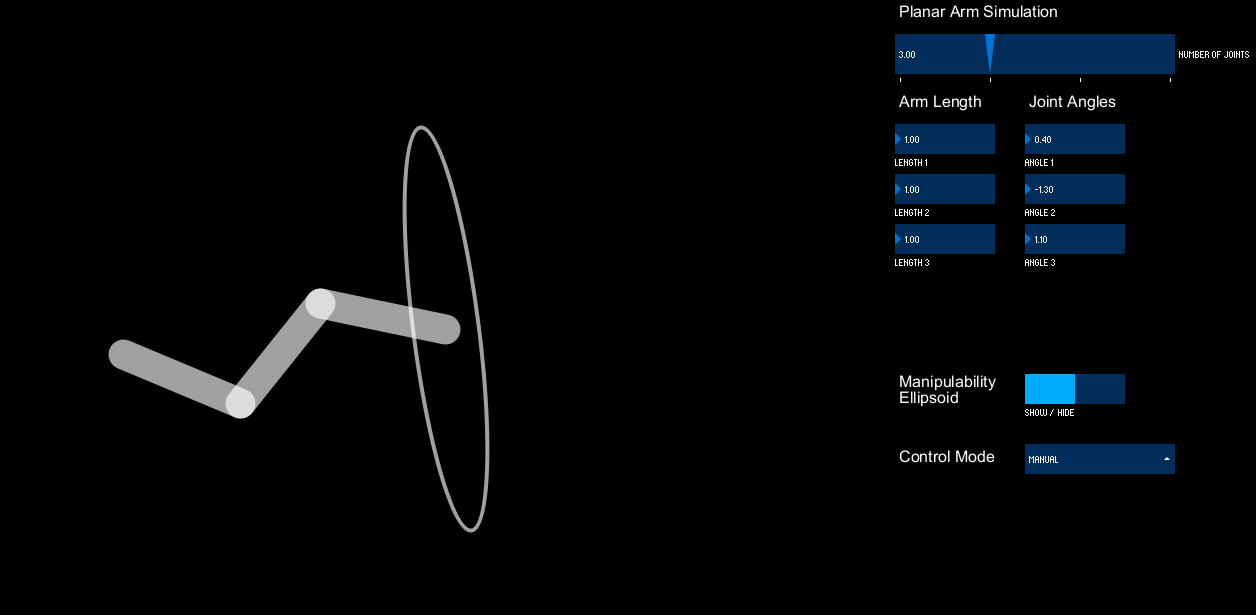 Planar Arm Simulation
3.00
NUMBER OF JOINTS
Arm Length
Joint Angles
1.00
0.40
LENGTH 1
ANGLE 1
1.00
-1.30
LENGTH 2
ANGLE 2
1.00
1.10
LENGTH 3
ANGLE 3
Manipulability
Ellipsoid
SHOW / HIDE
Control Mode
MANUAL